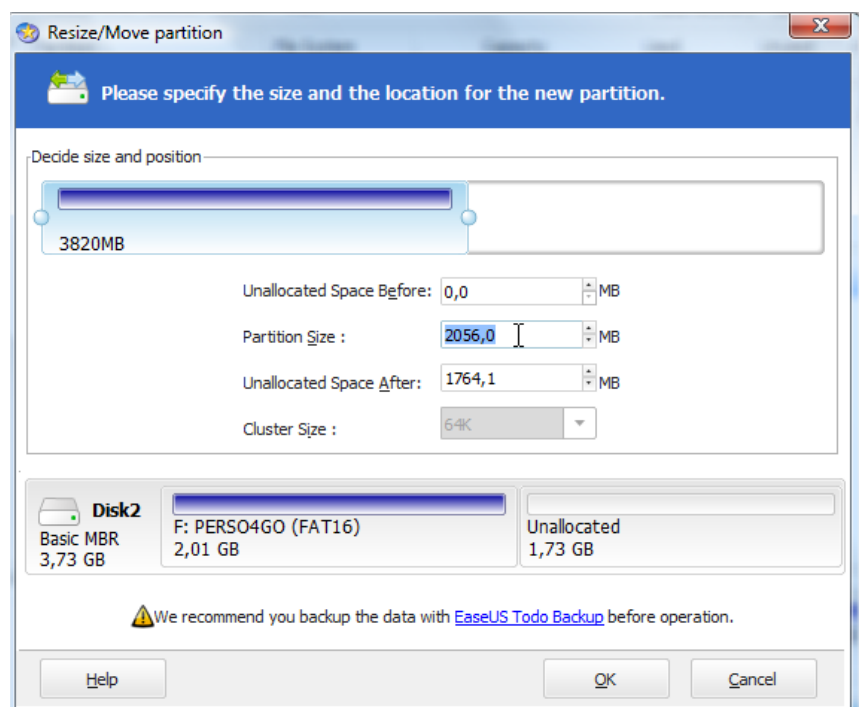 Resize/Move partition
Please specify the size and the location for the new partition.
Decide size and position
3820MB
Unallocated Space Before: 0,0 MB
Partition Size : 2056,0 MB
Unallocated Space After: 1764,1 MB
Cluster Size : 64K
Disk2
Basic MBR
3,73 GB
F: PERSO4GO (FAT16)
2,01 GB
Unallocated
1,73 GB
We recommend you backup the data with EaseUS Todo Backup before operation.
Help OK Cancel